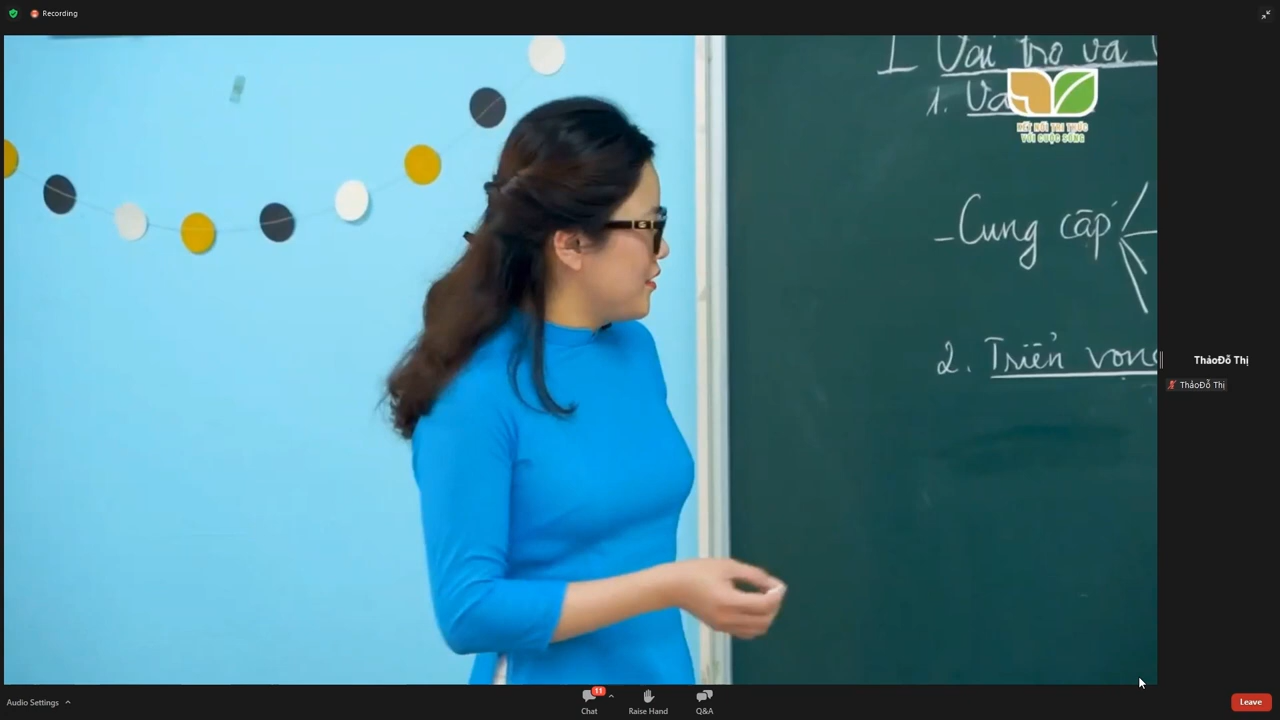 Recording
I Vai trò và
1. Va
KẾT NỐI TRI THỨC
VỚI CUỘC SỐNG
- Cung cấp
2. Triển vọng
ThảoĐỗ Thị
ThảoĐỗ Thị
Audio Settings
11
Chat
Raise Hand
Q&A
Leave